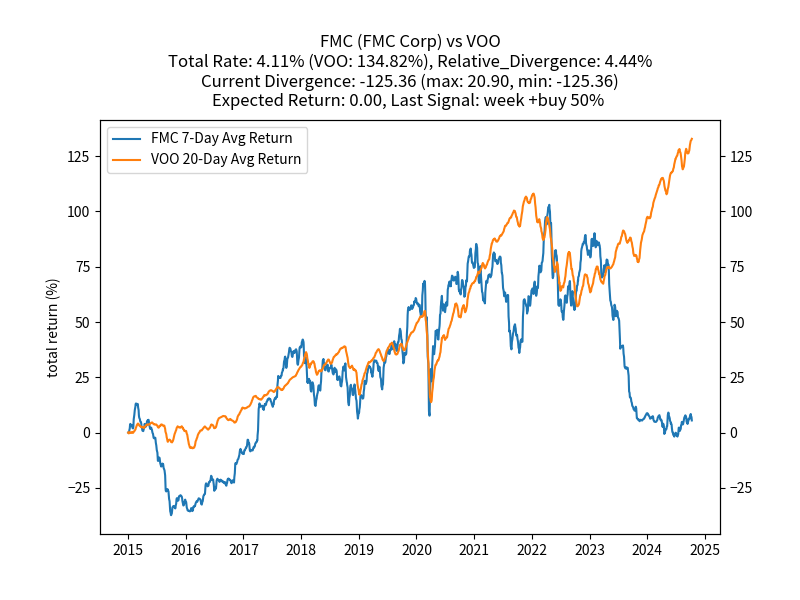 FMC (FMC Corp) vs VOO
Total Rate: 4.11% (VOO: 134.82%), Relative_Divergence: 4.44%
Current Divergence: -125.36 (max: 20.90, min: -125.36)
Expected Return: 0.00, Last Signal: week +buy 50%
FMC 7-Day Avg Return
VOO 20-Day Avg Return
total return (%)
125
100
75
50
25
0
−25
125
100
75
50
25
0
−25
2015 2016 2017 2018 2019 2020 2021 2022 2023 2024 2025